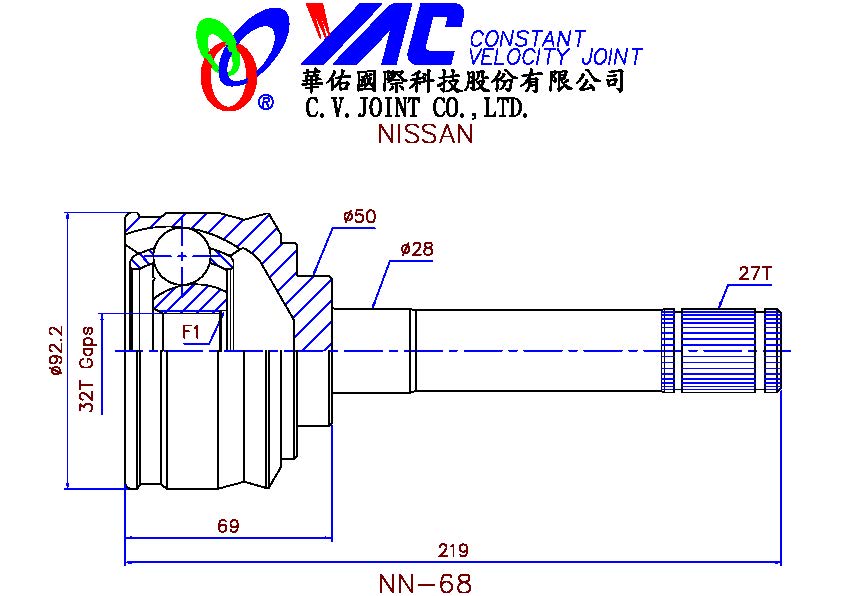 YAC CONSTANT
VELOCITY JOINT
®
華佑國際科技股份有限公司
C.V.JOINT CO.,LTD.
NISSAN
ø50
ø28
27T
F1
ø92.2
32T Gaps
69
219
NN-68